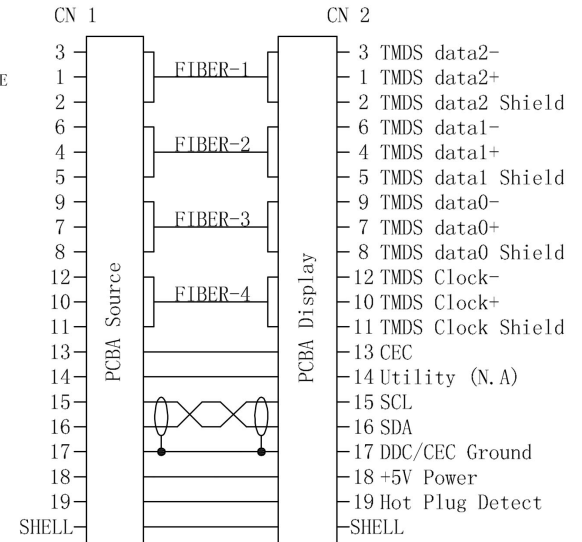 CN 1 CN 2
3 FIBER-1 3 TMDS data2-
E 1 1 TMDS data2+
2 2 TMDS data2 Shield
6 FIBER-2 6 TMDS data1-
4 4 TMDS data1+
5 5 TMDS data1 Shield
9 FIBER-3 9 TMDS data0-
7 7 TMDS data0+
8 8 TMDS data0 Shield
12 FIBER-4 12 TMDS Clock-
10 10 TMDS Clock+
11 11 TMDS Clock Shield
13 13 CEC
14 14 Utility (N.A)
15 15 SCL
16 16 SDA
17 17 DDC/CEC Ground
18 18 +5V Power
19 19 Hot Plug Detect
SHELL SHELL
PCBA Source
PCBA Display